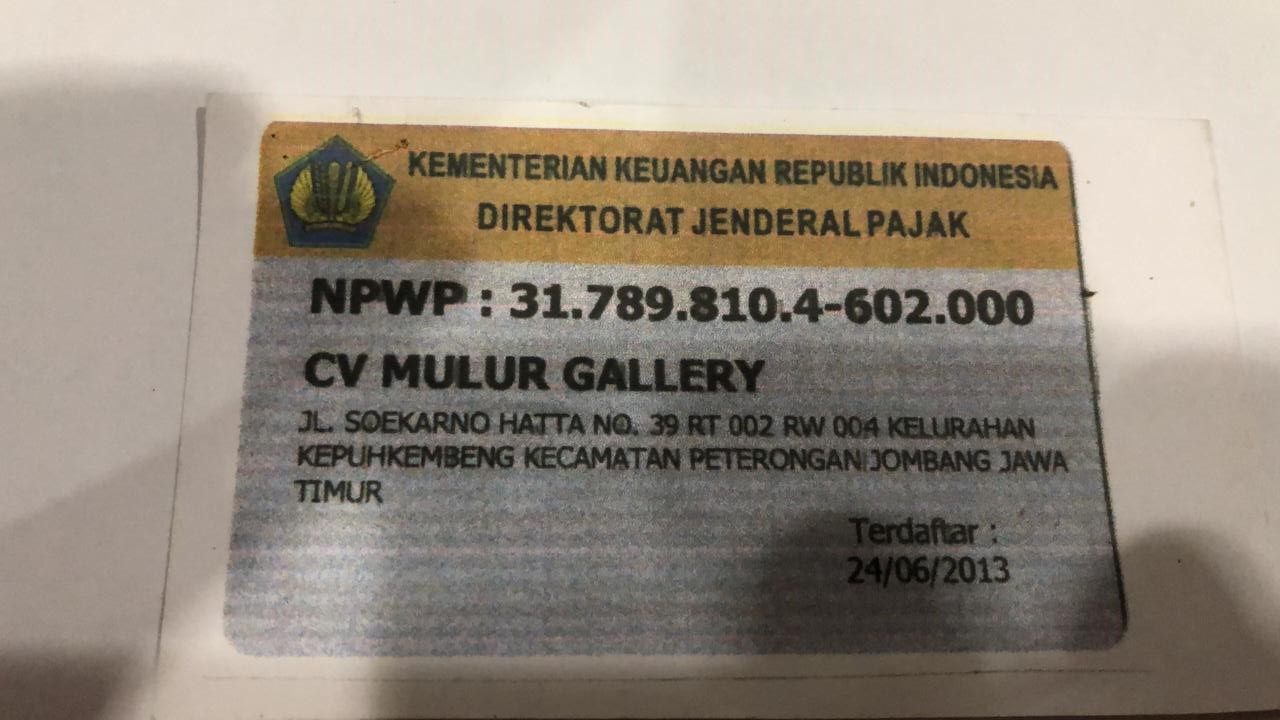 KEMENTERIAN KEUANGAN REPUBLIK INDONESIA
DIREKTORAT JENDERAL PAJAK
NPWP : 31.789.810.4-602.000
CV MULUR GALLERY
JL. SOEKARNO HATTA NO. 39 RT 002 RW 004 KELURAHAN
KEPUHKEMBENG KECAMATAN PETERONGAN JOMBANG JAWA
TIMUR
Terdaftar :
24/06/2013